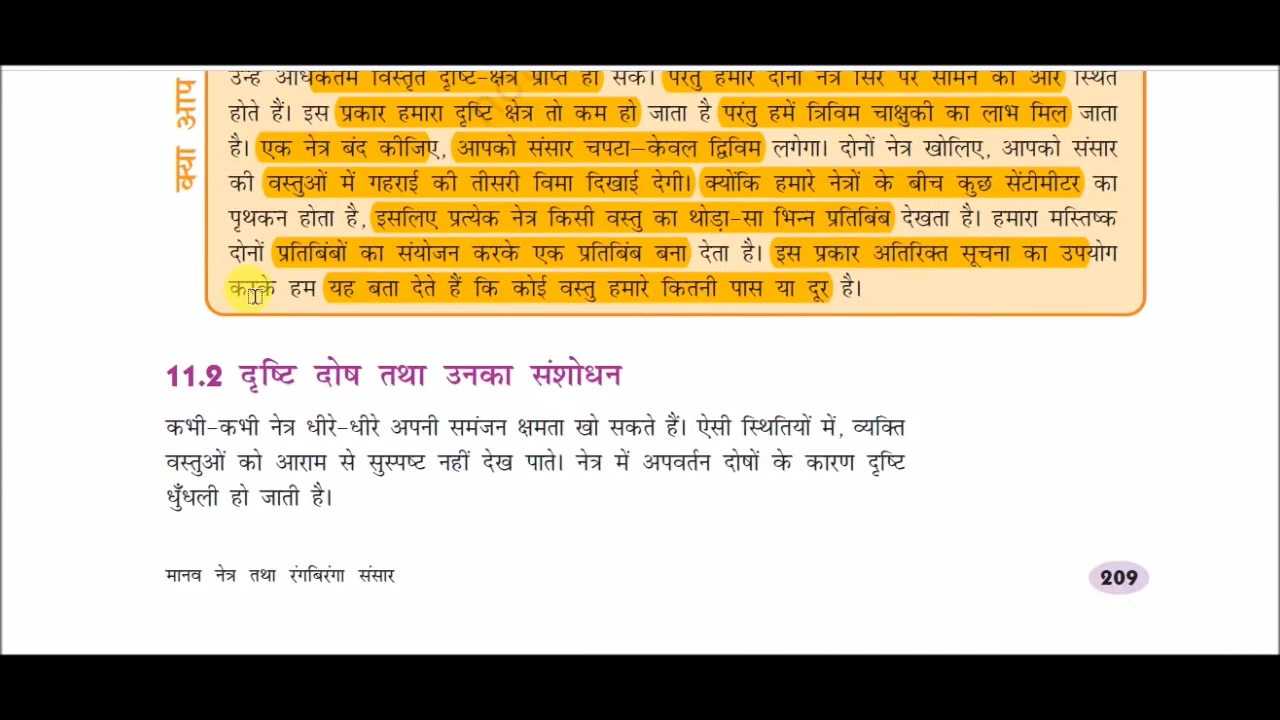 उन्हें अधिकतम विस्तृत दृष्टि-क्षेत्र प्राप्त हो सके। परंतु हमारे दोनों नेत्र सिर पर सामने की ओर स्थित
होते हैं। इस प्रकार हमारा दृष्टि क्षेत्र तो कम हो जाता है परंतु हमें त्रिविम चाक्षुकी का लाभ मिल जाता
है। एक नेत्र बंद कीजिए, आपको संसार चपटा—केवल द्विविम लगेगा। दोनों नेत्र खोलिए, आपको संसार
की वस्तुओं में गहराई की तीसरी विमा दिखाई देगी। क्योंकि हमारे नेत्रों के बीच कुछ सेंटीमीटर का
पृथकन होता है, इसलिए प्रत्येक नेत्र किसी वस्तु का थोड़ा-सा भिन्न प्रतिबिंब देखता है। हमारा मस्तिष्क
दोनों प्रतिबिंबों का संयोजन करके एक प्रतिबिंब बना देता है। इस प्रकार अतिरिक्त सूचना का उपयोग
करके हम यह बता देते हैं कि कोई वस्तु हमारे कितनी पास या दूर है।
क्या आप
11.2 दृष्टि दोष तथा उनका संशोधन
कभी-कभी नेत्र धीरे-धीरे अपनी समंजन क्षमता खो सकते हैं। ऐसी स्थितियों में, व्यक्ति
वस्तुओं को आराम से सुस्पष्ट नहीं देख पाते। नेत्र में अपवर्तन दोषों के कारण दृष्टि
धुँधली हो जाती है।
मानव नेत्र तथा रंगबिरंगा संसार
209